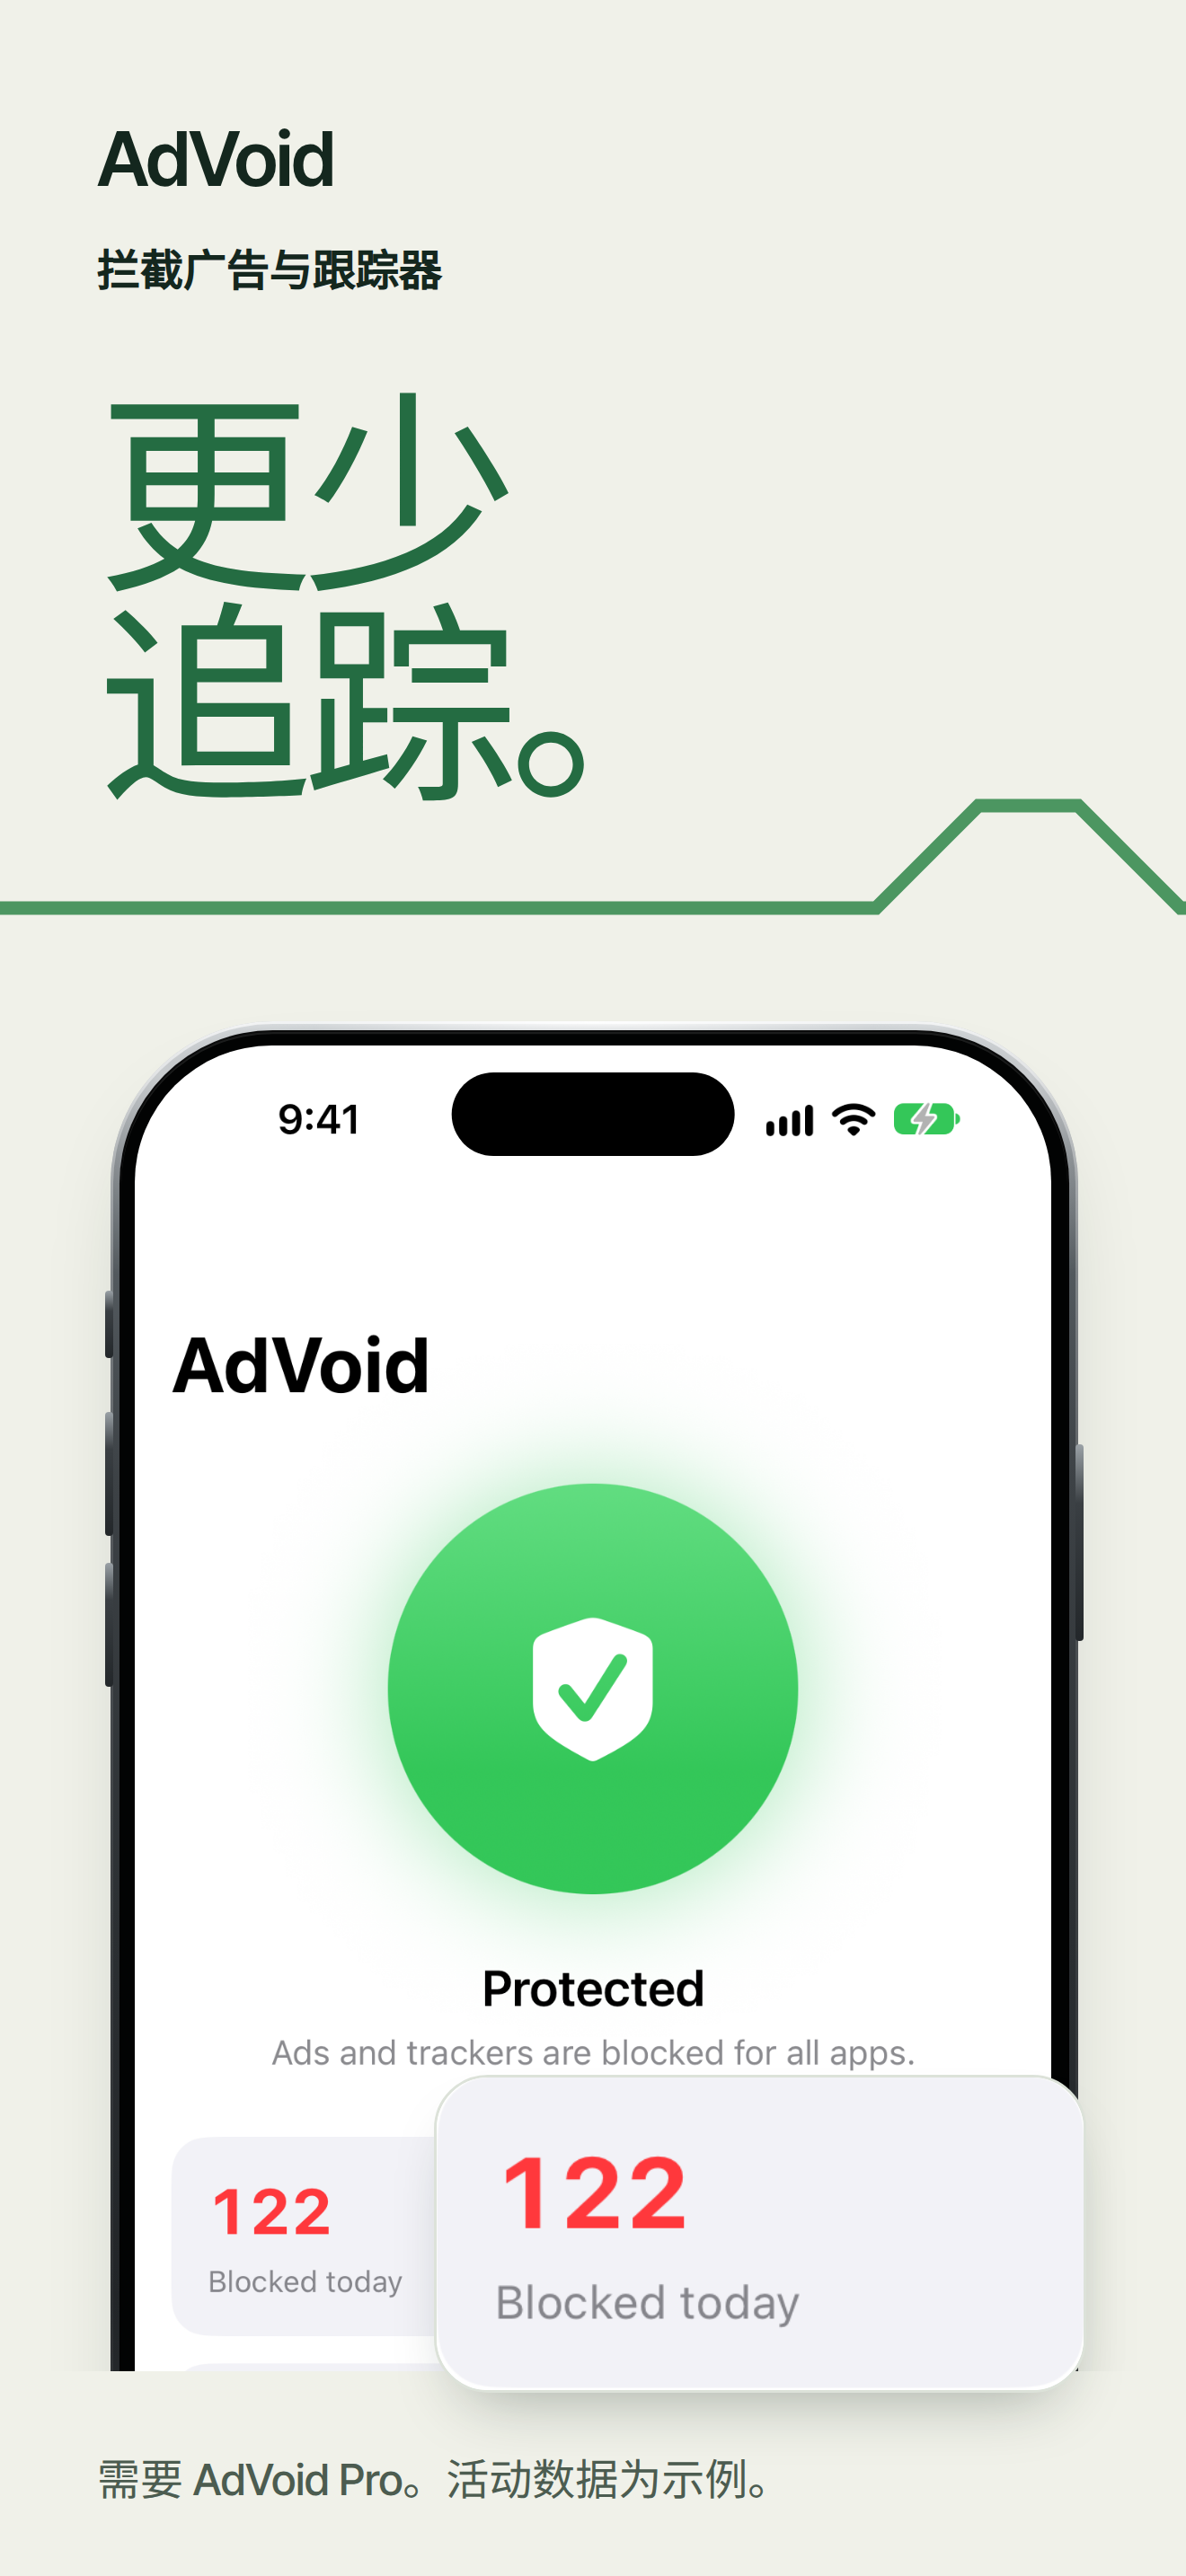 AdVoid
拦截广告与跟踪器
更少
追踪。
9:41
AdVoid
Protected
Ads and trackers are blocked for all apps.
122
Blocked today
122
Blocked today
需要 AdVoid Pro。活动数据为示例。